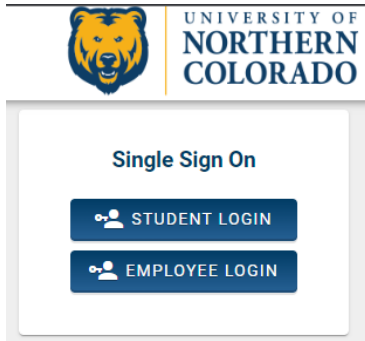 UNIVERSITY OF
NORTHERN
COLORADO
Single Sign On
STUDENT LOGIN
EMPLOYEE LOGIN